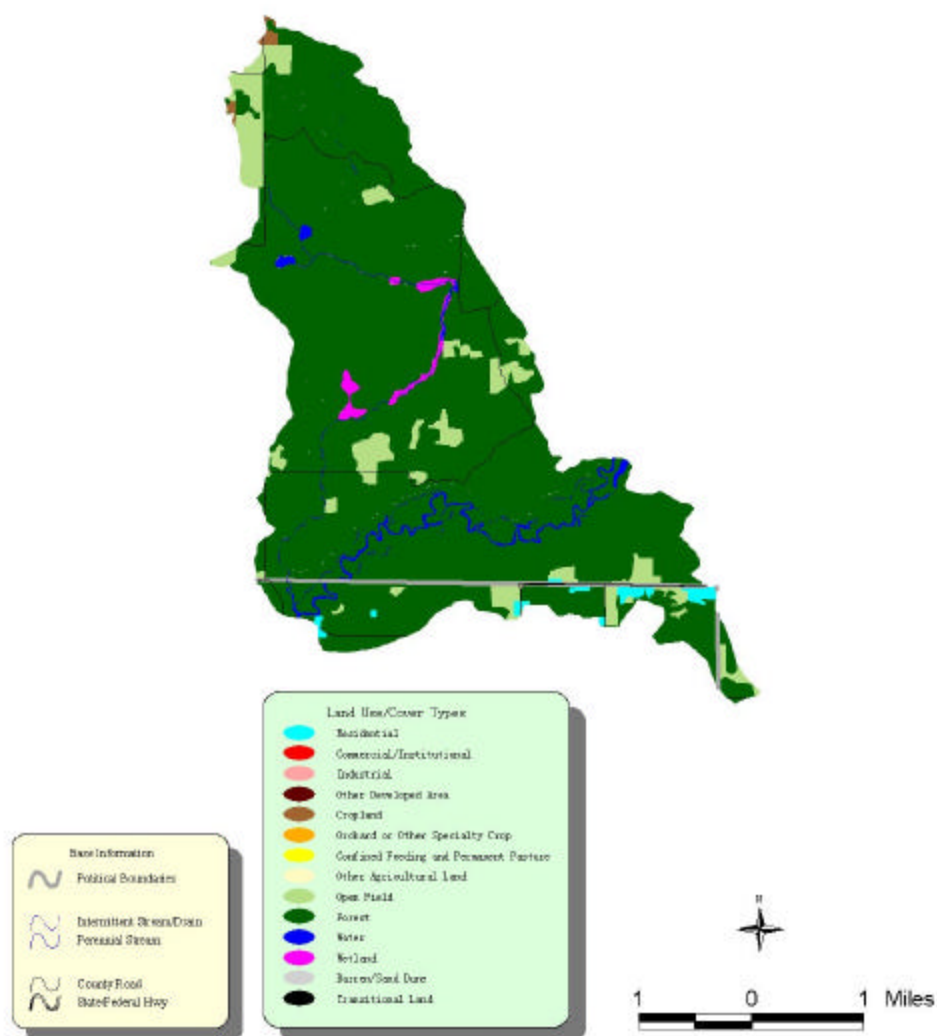 Land Use/Cover Types
Residential
Commercial/Institutional
Industrial
Other Developed Area
Cropland
Orchard or Other Specialty Crop
Confined Feeding and Permanent Pasture
Other Agricultural Land
Open Field
Forest
Water
Wetland
Barren/Sand Dune
Transitional Land
Base Information
Political Boundaries
Intermittent Stream/Drain
Perennial Stream
County Road
State/Federal Hwy
N
1 0 1 Miles